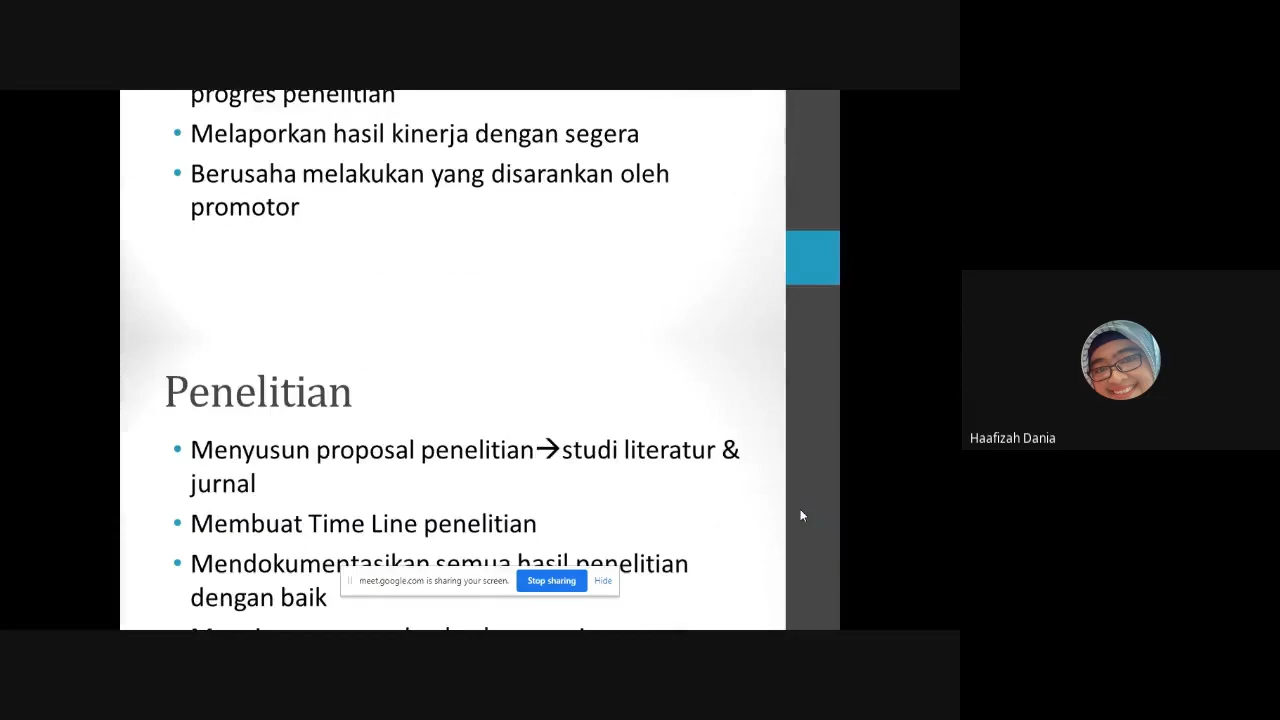 progres penelitian
• Melaporkan hasil kinerja dengan segera
• Berusaha melakukan yang disarankan oleh
promotor
Penelitian
• Menyusun proposal penelitian→studi literatur &
jurnal
• Membuat Time Line penelitian
• Mendokumentasikan semua hasil penelitian
dengan baik
meet.google.com is sharing your screen.
Stop sharing
Hide
Haafizah Dania